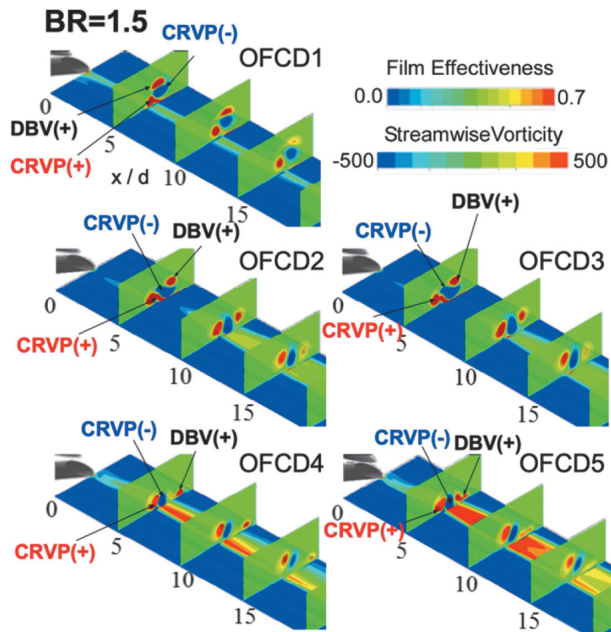 BR=1.5
CRVP(-)
OFCD1
DBV(+)
CRVP(+)
0
5
x / d
10
15
Film Effectiveness
0.0 0.7
StreamwiseVorticity
-500 500
CRVP(-)
DBV(+)
OFCD2
CRVP(+)
0
5
10
15
DBV(+)
CRVP(-)
OFCD3
CRVP(+)
0
5
10
15
CRVP(-)
DBV(+)
OFCD4
CRVP(+)
0
5
10
15
CRVP(-)
DBV(+)
OFCD5
CRVP(+)
0
5
10
15